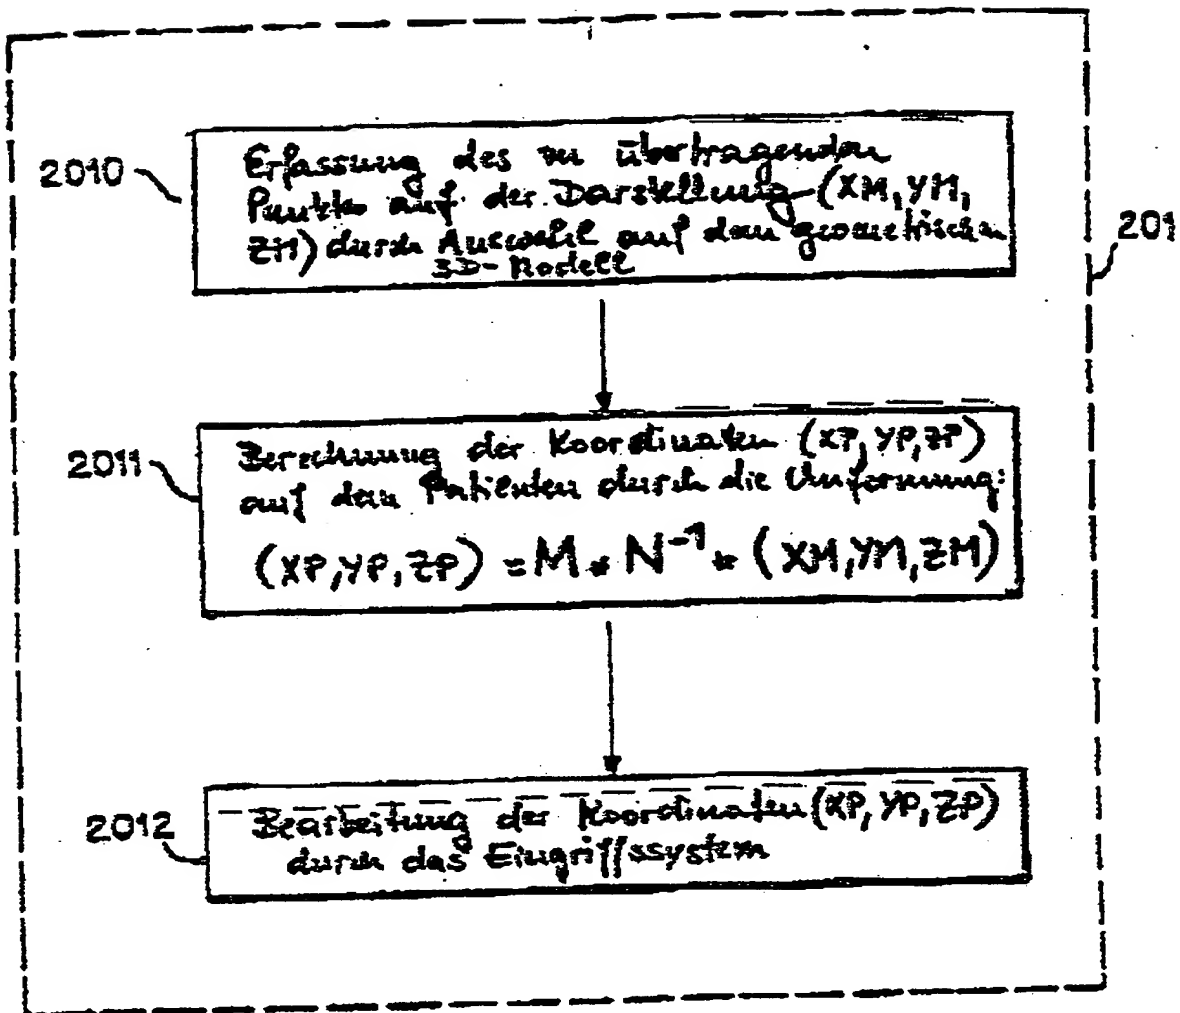 2010
Erfassung des zu übertragenden
Punktes auf der Darstellung (XM, YM,
ZM) durch Auswahl auf dem geometrischen
3D-Modell
201
2011
Berechnung der Koordinaten (XP, YP, ZP)
auf dem Patienten durch die Umformung:
(XP, YP, ZP) = M * N⁻¹ * (XM, YM, ZM)
2012
Bearbeitung der Koordinaten (XP, YP, ZP)
durch das Eingriffssystem